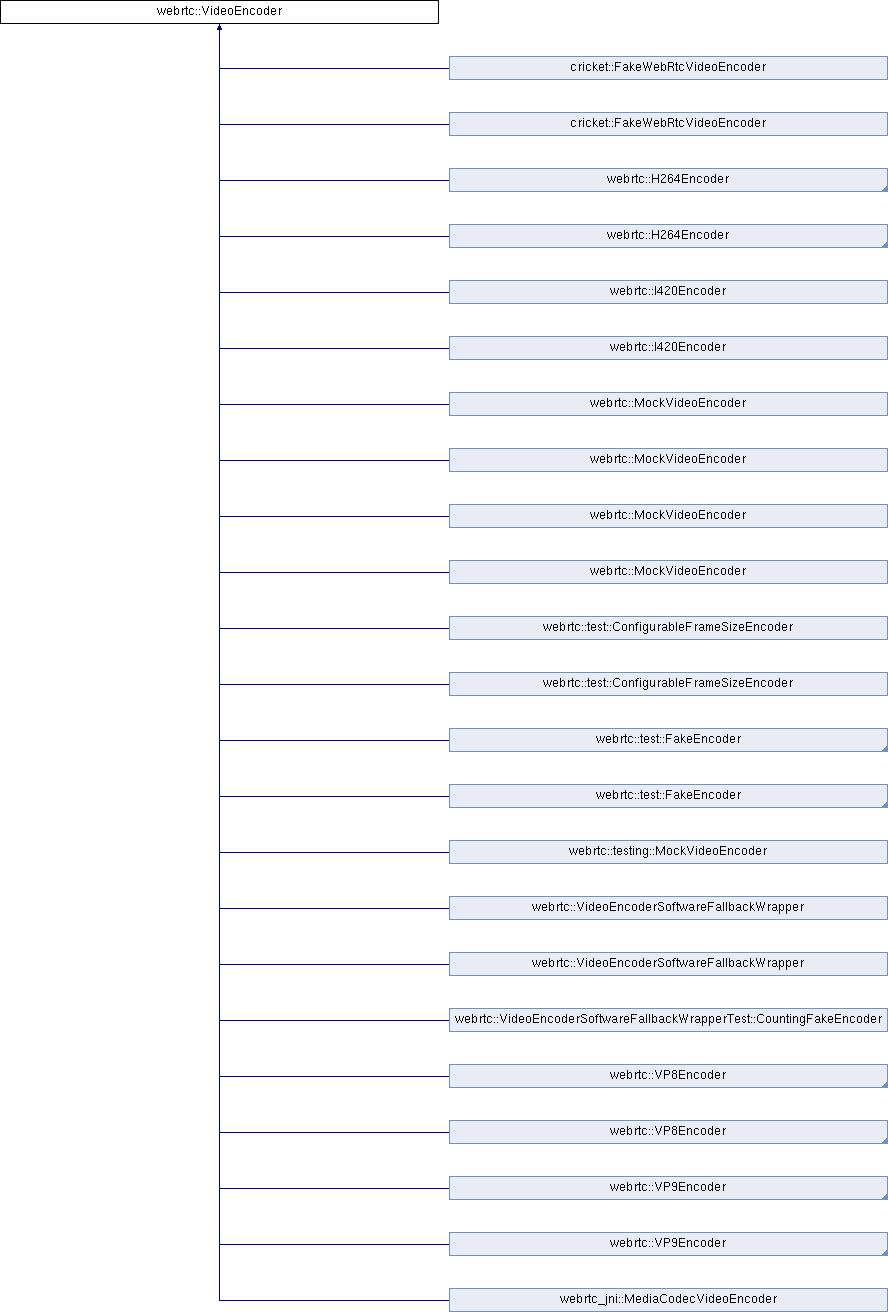 webrtc::VideoEncoder
cricket::FakeWebRtcVideoEncoder
cricket::FakeWebRtcVideoEncoder
webrtc::H264Encoder
webrtc::H264Encoder
webrtc::I420Encoder
webrtc::I420Encoder
webrtc::MockVideoEncoder
webrtc::MockVideoEncoder
webrtc::MockVideoEncoder
webrtc::MockVideoEncoder
webrtc::test::ConfigurableFrameSizeEncoder
webrtc::test::ConfigurableFrameSizeEncoder
webrtc::test::FakeEncoder
webrtc::test::FakeEncoder
webrtc::testing::MockVideoEncoder
webrtc::VideoEncoderSoftwareFallbackWrapper
webrtc::VideoEncoderSoftwareFallbackWrapper
webrtc::VideoEncoderSoftwareFallbackWrapperTest::CountingFakeEncoder
webrtc::VP8Encoder
webrtc::VP8Encoder
webrtc::VP9Encoder
webrtc::VP9Encoder
webrtc_jni::MediaCodecVideoEncoder